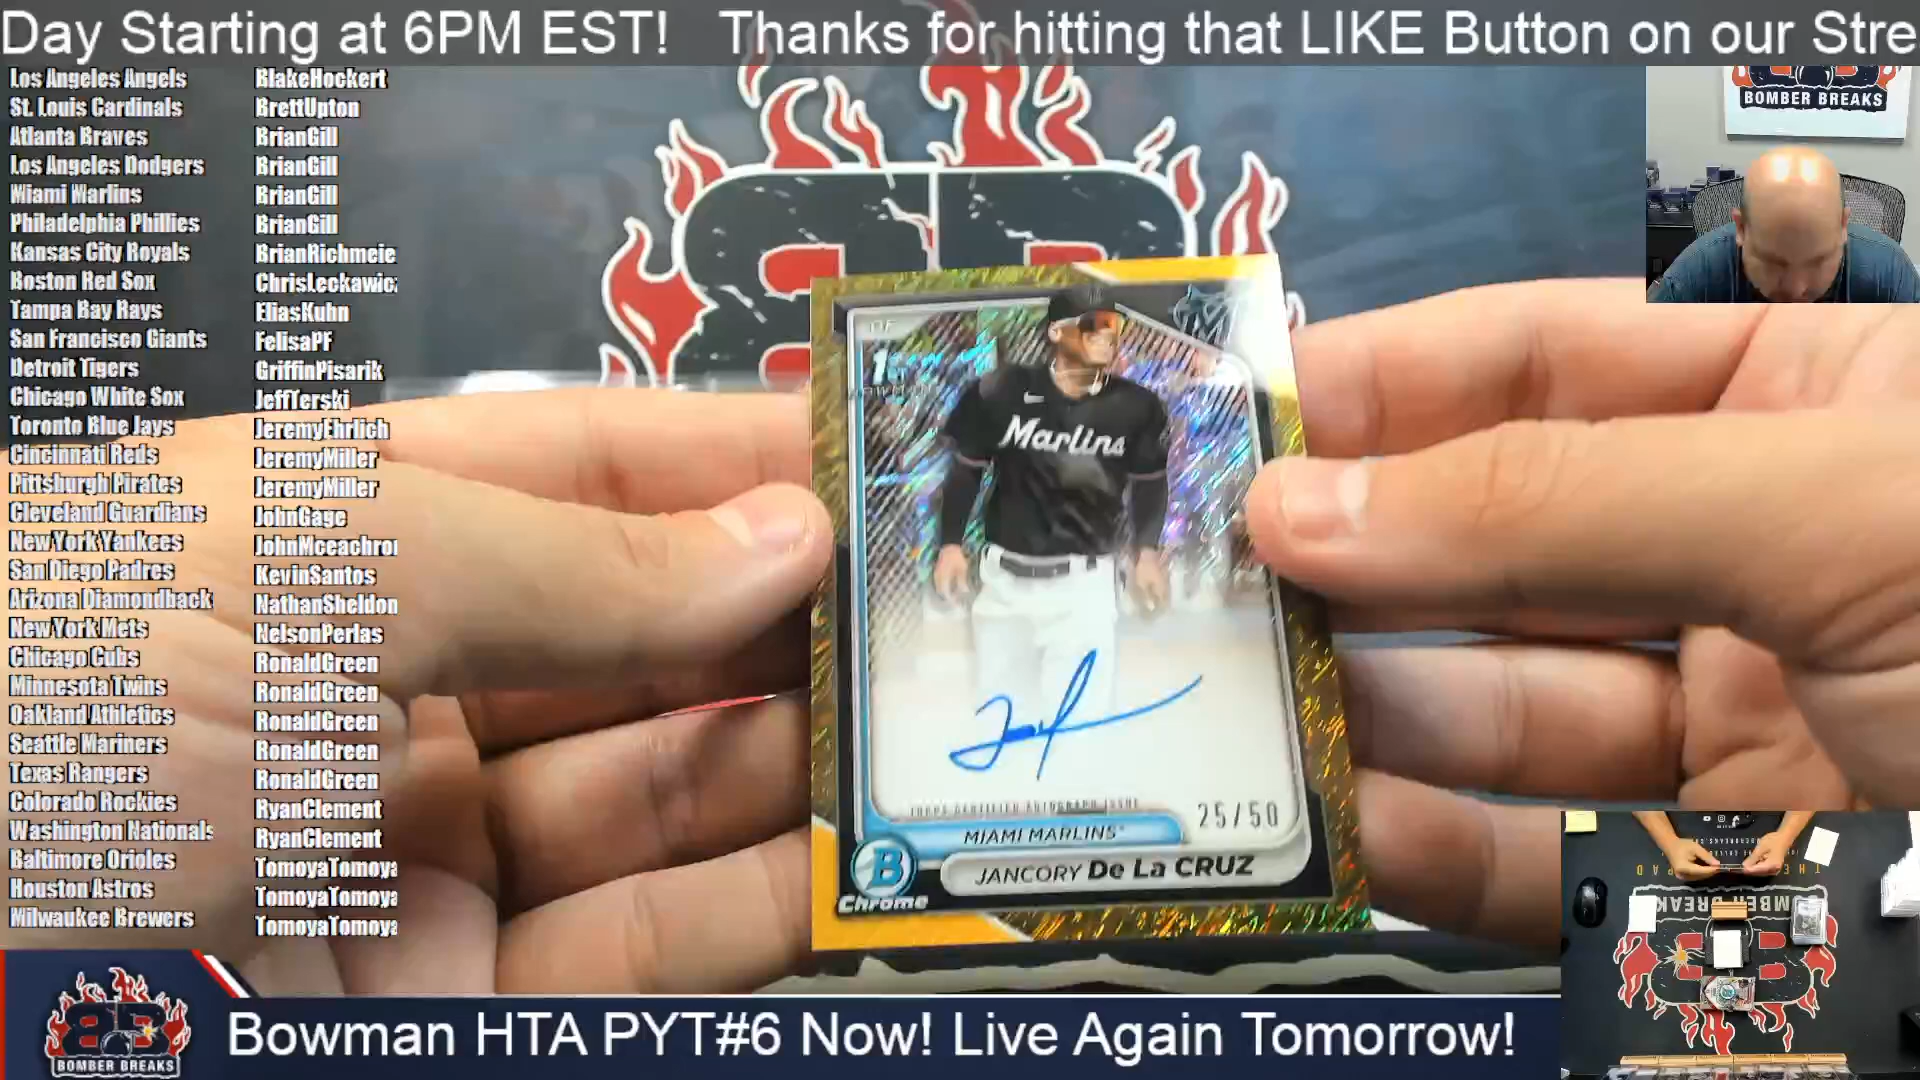 Day Starting at 6PM EST! Thanks for hitting that LIKE Button on our Stre
Los Angeles Angels BlakeHockert
St. Louis Cardinals BrettUpton
Atlanta Braves BrianGill
Los Angeles Dodgers BrianGill
Miami Marlins BrianGill
Philadelphia Phillies BrianGill
Kansas City Royals BrianRichmeie
Boston Red Sox ChrisLeckawic
Tampa Bay Rays EliasKuhn
San Francisco Giants FelisaPF
Detroit Tigers GriffinPisarik
Chicago White Sox JeffTerski
Toronto Blue Jays JeremyEhrlich
Cincinnati Reds JeremyMiller
Pittsburgh Pirates JeremyMiller
Cleveland Guardians JohnGage
New York Yankees JohnMceachro
San Diego Padres KevinSantos
Arizona Diamondback NathanSheldon
New York Mets NelsonPerlas
Chicago Cubs RonaldGreen
Minnesota Twins RonaldGreen
Oakland Athletics RonaldGreen
Seattle Mariners RonaldGreen
Texas Rangers RonaldGreen
Colorado Rockies RyanClement
Washington Nationals RyanClement
Baltimore Orioles TomoyaTomoya
Houston Astros TomoyaTomoya
Milwaukee Brewers TomoyaTomoya
BOMBER BREAKS
OF
1ST
BOWMAN
Marlins
TOPPS CERTIFIED AUTOGRAPH ISSUE
25/50
MIAMI MARLINS
JANCORY De La CRUZ
B
Chrome
BOMBER BREAKS
Bowman HTA PYT#6 Now! Live Again Tomorrow!